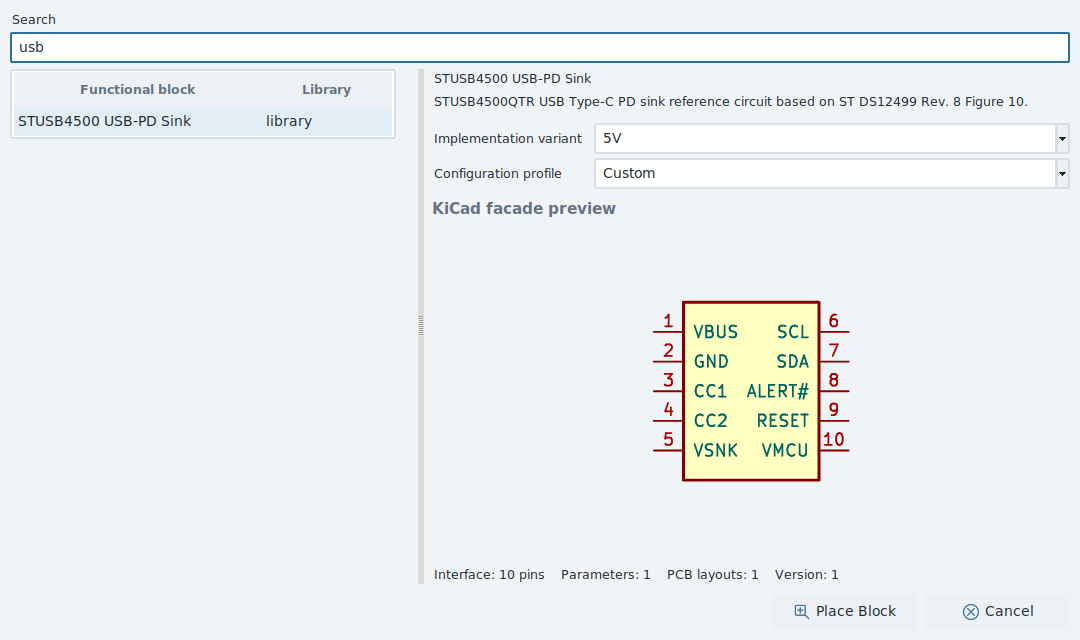 Search
usb
Functional block Library
STUSB4500 USB-PD Sink library
STUSB4500 USB-PD Sink
STUSB4500QTR USB Type-C PD sink reference circuit based on ST DS12499 Rev. 8 Figure 10.
Implementation variant 5V
Configuration profile Custom
KiCad facade preview
1 VBUS SCL 6
2 GND SDA 7
3 CC1 ALERT# 8
4 CC2 RESET 9
5 VSNK VMCU 10
Interface: 10 pins Parameters: 1 PCB layouts: 1 Version: 1
Place Block Cancel